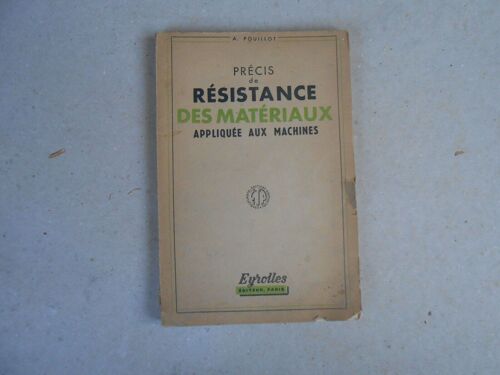 A. POUILLOT
PRÉCIS
de
RÉSISTANCE
DES MATÉRIAUX
APPLIQUÉE AUX MACHINES
Eyrolles
ÉDITEUR, PARIS